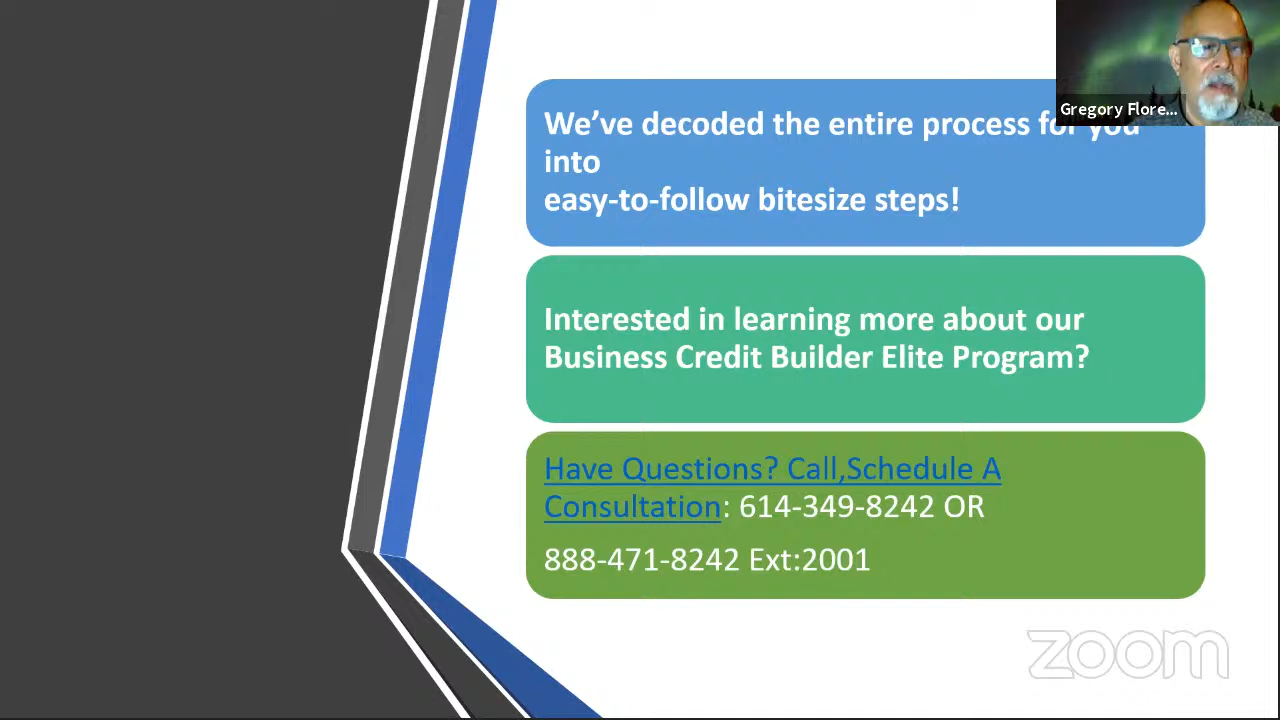 We’ve decoded the entire process for you
into
easy-to-follow bitesize steps!
Gregory Flore...
Interested in learning more about our
Business Credit Builder Elite Program?
Have Questions? Call,Schedule A
Consultation: 614-349-8242 OR
888-471-8242 Ext:2001
zoom